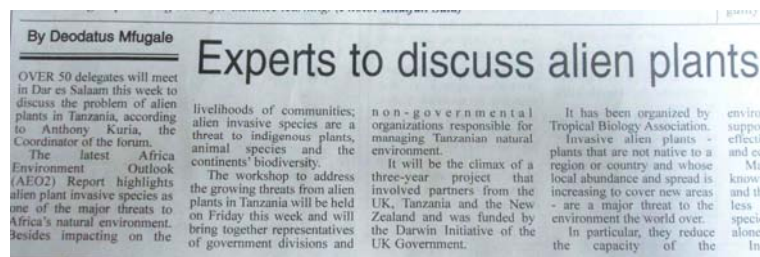 By Deodatus Mfugale
Experts to discuss alien plants
OVER 50 delegates will meet
in Dar es Salaam this week to
discuss the problem of alien
plants in Tanzania, according
to Anthony Kuria, the
Coordinator of the forum.
The latest Africa
Environment Outlook
(AEO2) Report highlights
alien plant invasive species as
one of the major threats to
Africa's natural environment.
Besides impacting on the
livelihoods of communities;
alien invasive species are a
threat to indigenous plants,
animal species and the
continents' biodiversity.
The workshop to address
the growing threats from alien
plants in Tanzania will be held
on Friday this week and will
bring together representatives
of government divisions and
non-governmental
organizations responsible for
managing Tanzanian natural
environment.
It will be the climax of a
three-year project that
involved partners from the
UK, Tanzania and the New
Zealand and was funded by
the Darwin Initiative of the
UK Government.
It has been organized by
Tropical Biology Association.
Invasive alien plants -
plants that are not native to a
region or country and whose
local abundance and spread is
increasing to cover new areas
- are a major threat to the
environment the world over.
In particular, they reduce
the capacity of the